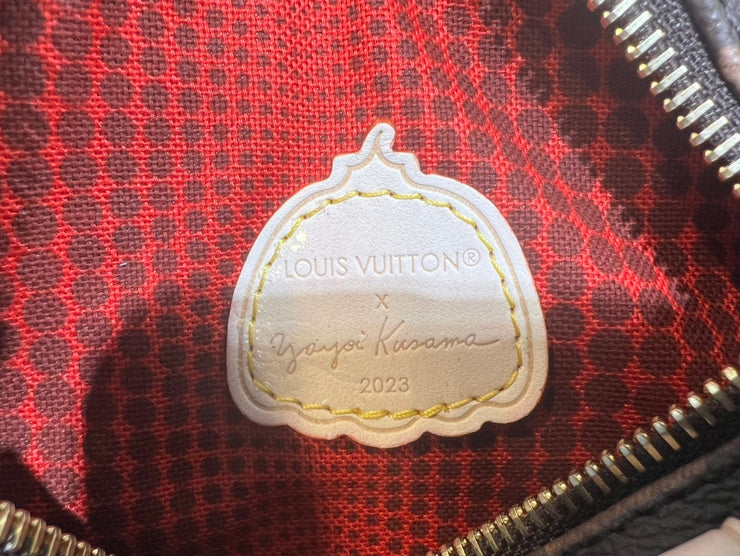 LOUIS VUITTON®
x
Yayoi Kusama
2023